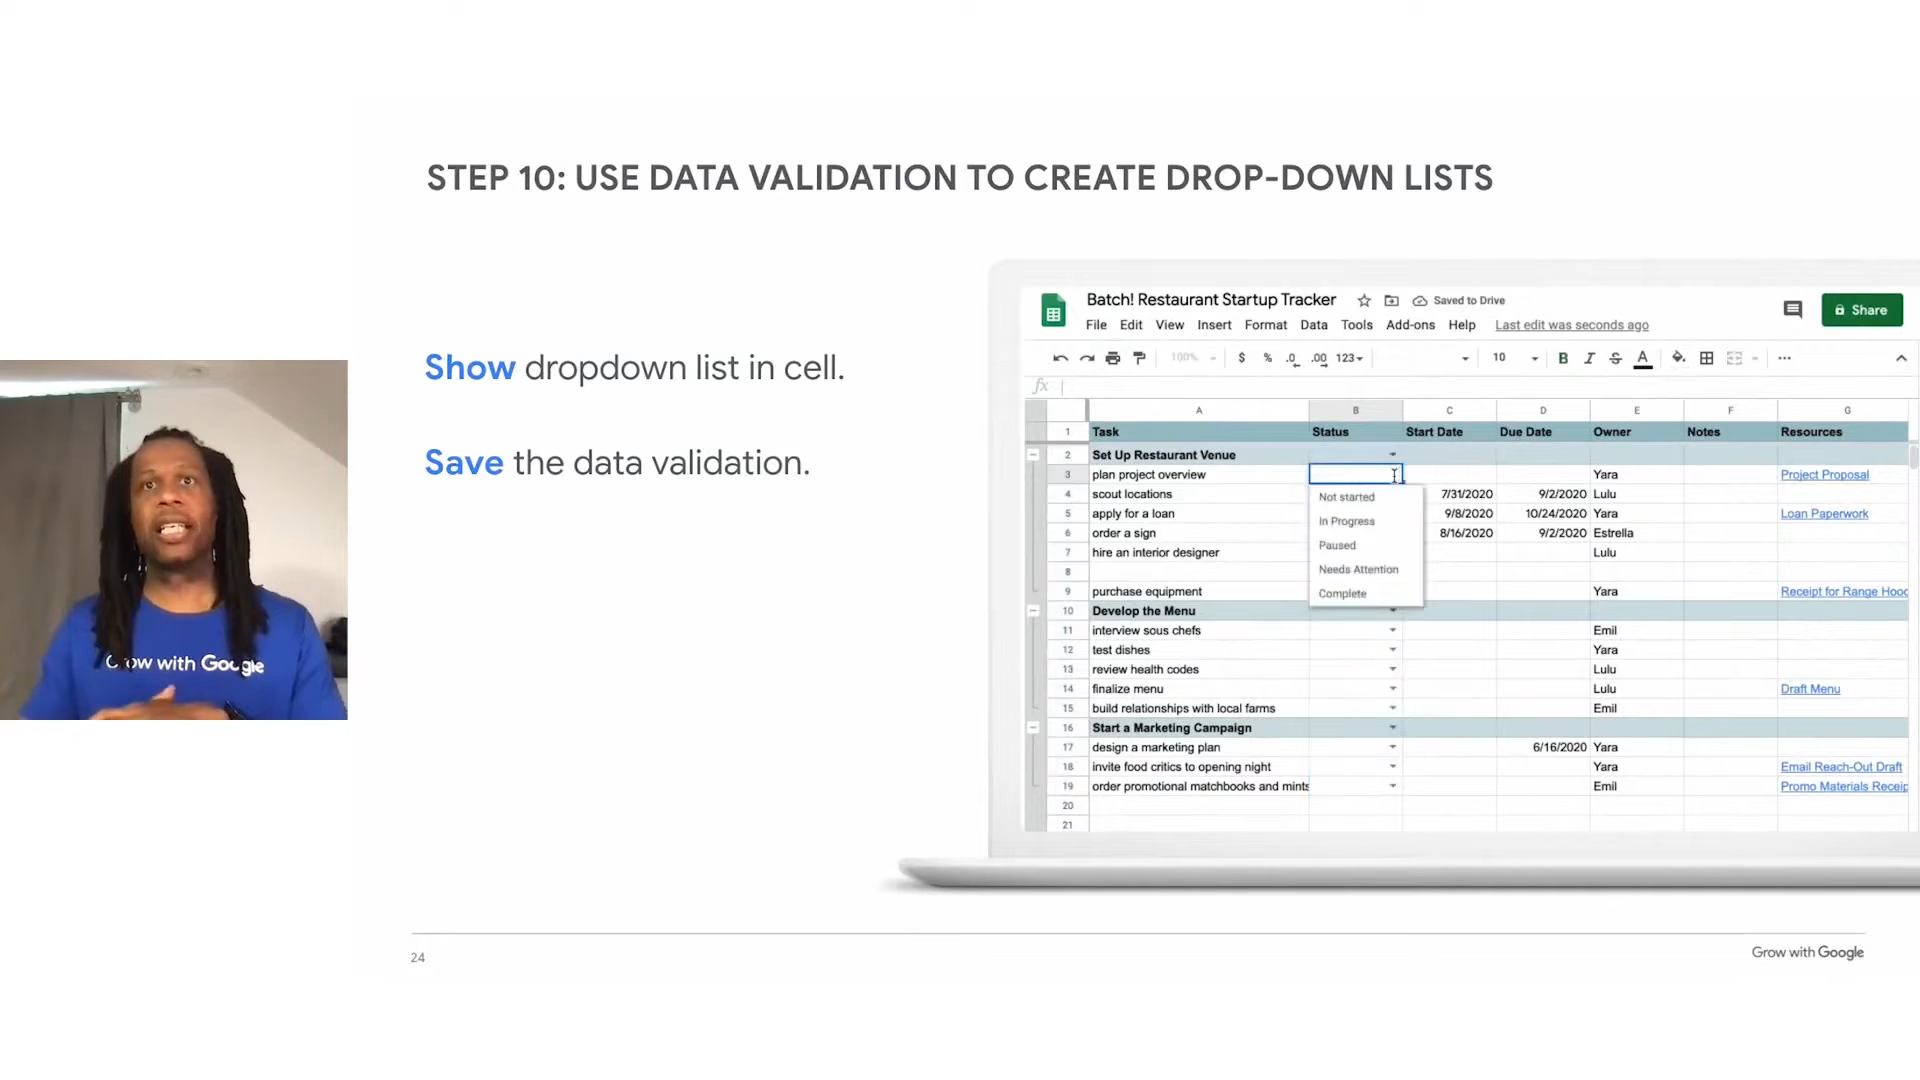 STEP 10: USE DATA VALIDATION TO CREATE DROP-DOWN LISTS
Show dropdown list in cell.
Save the data validation.
Grow with Google
Batch! Restaurant Startup Tracker
Saved to Drive
Share
File Edit View Insert Format Data Tools Add-ons Help Last edit was seconds ago
100% $ % .0 .00 123 10 B I S A
fx
A B C D E F G
1 Task Status Start Date Due Date Owner Notes Resources
2 Set Up Restaurant Venue
3 plan project overview Yara Project Proposal
4 scout locations 7/31/2020 9/2/2020 Lulu
5 apply for a loan 9/8/2020 10/24/2020 Yara Loan Paperwork
6 order a sign 8/16/2020 9/2/2020 Estrella
7 hire an interior designer Lulu
8
9 purchase equipment Yara Receipt for Range Hood
Not started
In Progress
Paused
Needs Attention
Complete
10 Develop the Menu
11 interview sous chefs Emil
12 test dishes Yara
13 review health codes Lulu
14 finalize menu Lulu Draft Menu
15 build relationships with local farms Emil
16 Start a Marketing Campaign
17 design a marketing plan 6/16/2020 Yara
18 invite food critics to opening night Yara Email Reach-Out Draft
19 order promotional matchbooks and mints Emil Promo Materials Receip
20
21
24
Grow with Google